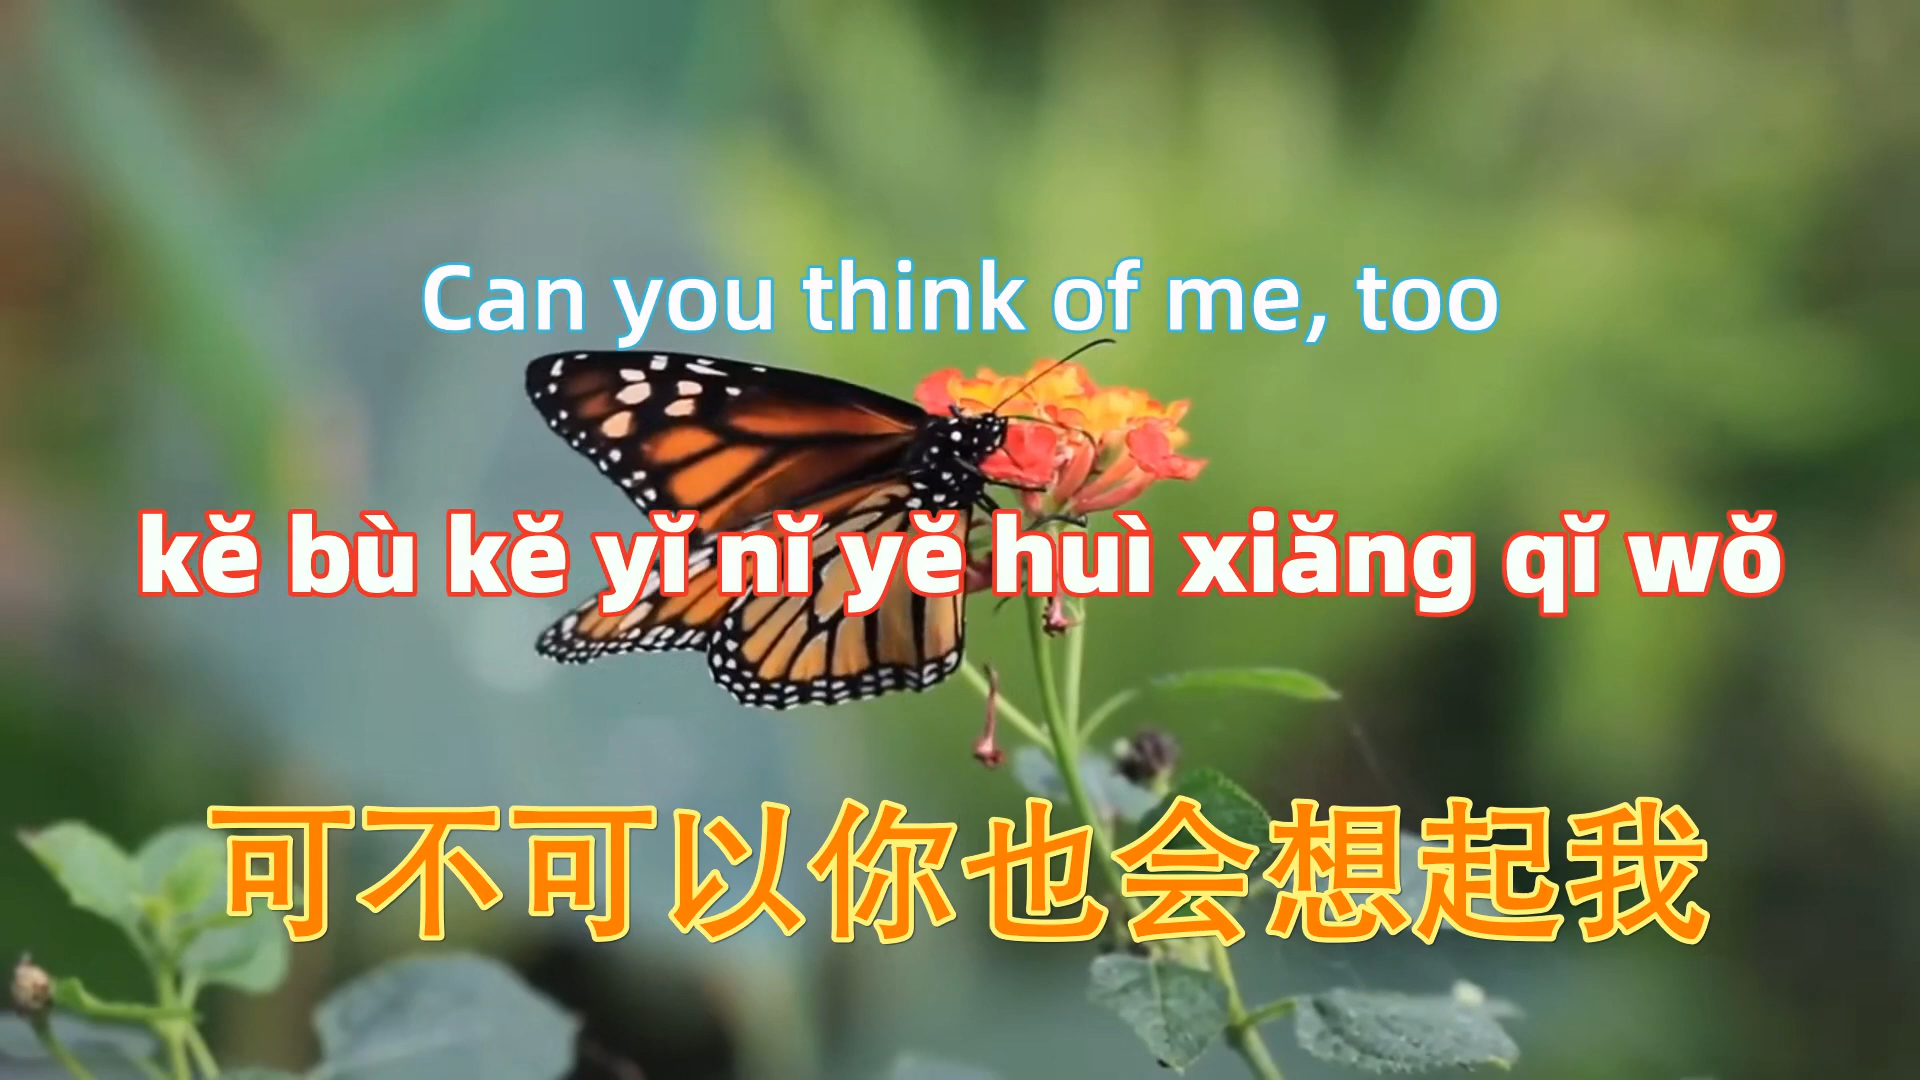 Can you think of me, too
kĕ bù kĕ yĭ nĭ yĕ huì xiăng qĭ wŏ
可不可以你也会想起我